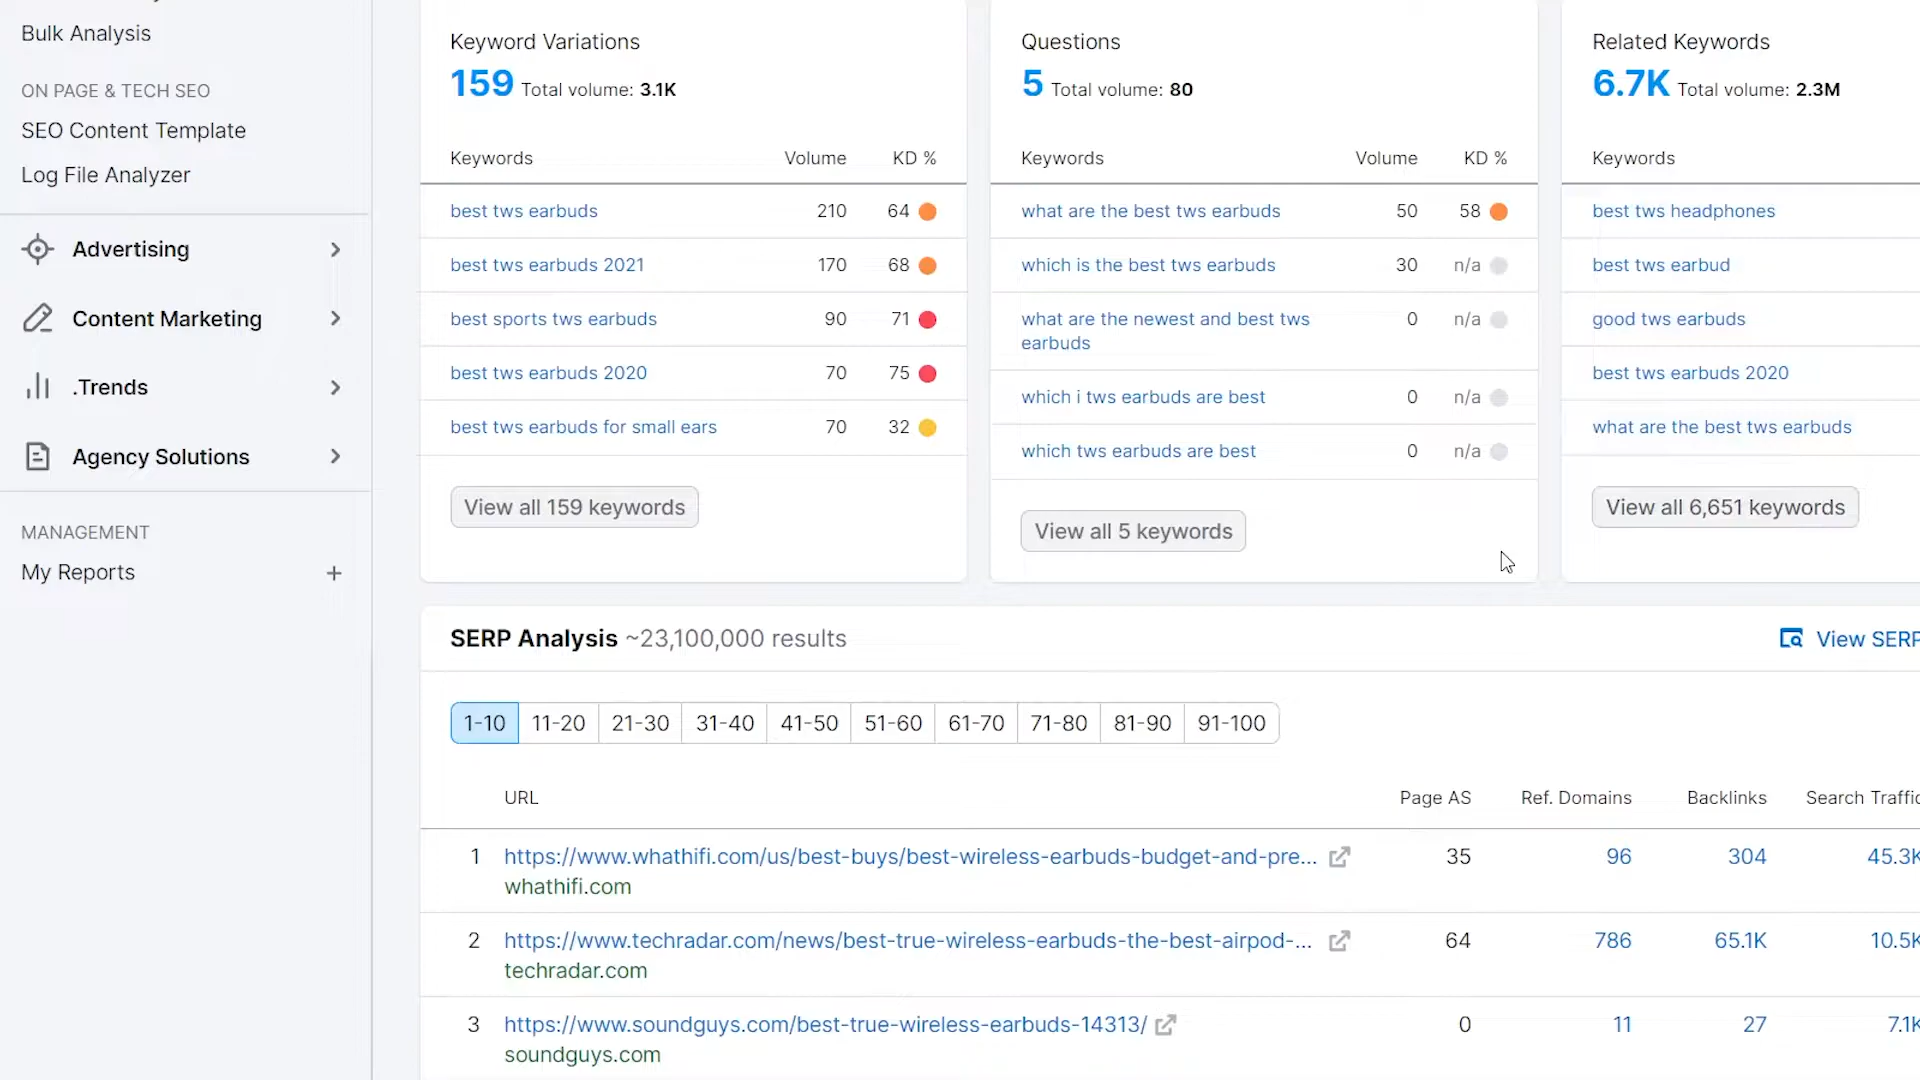 Bulk Analysis
ON PAGE & TECH SEO
SEO Content Template
Log File Analyzer
Advertising
Content Marketing
.Trends
Agency Solutions
MANAGEMENT
My Reports +
Keyword Variations
159 Total volume: 3.1K
Keywords Volume KD %
best tws earbuds 210 64
best tws earbuds 2021 170 68
best sports tws earbuds 90 71
best tws earbuds 2020 70 75
best tws earbuds for small ears 70 32
View all 159 keywords
Questions
5 Total volume: 80
Keywords Volume KD %
what are the best tws earbuds 50 58
which is the best tws earbuds 30 n/a
what are the newest and best tws 0 n/a
earbuds
which i tws earbuds are best 0 n/a
which tws earbuds are best 0 n/a
View all 5 keywords
Related Keywords
6.7K Total volume: 2.3M
Keywords
best tws headphones
best tws earbud
good tws earbuds
best tws earbuds 2020
what are the best tws earbuds
View all 6,651 keywords
SERP Analysis ~23,100,000 results
View SERP
1-10 11-20 21-30 31-40 41-50 51-60 61-70 71-80 81-90 91-100
URL Page AS Ref. Domains Backlinks Search Traffic
1 https://www.whathifi.com/us/best-buys/best-wireless-earbuds-budget-and-pre... 35 96 304 45.3K
whathifi.com
2 https://www.techradar.com/news/best-true-wireless-earbuds-the-best-airpod-... 64 786 65.1K 10.5K
techradar.com
3 https://www.soundguys.com/best-true-wireless-earbuds-14313/ 0 11 27 7.1K
soundguys.com